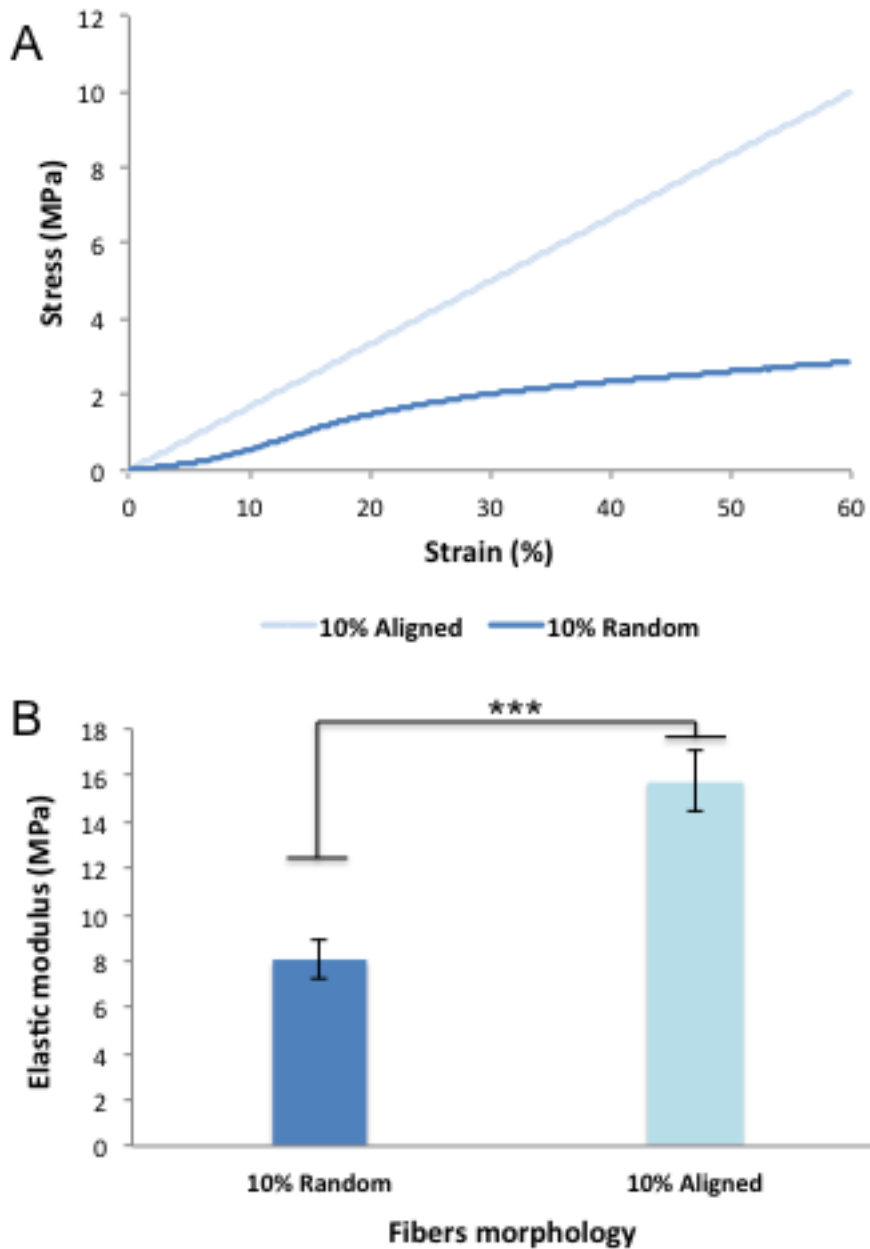 A
12
10
8
6
4
2
0
Stress (MPa)
0 10 20 30 40 50 60
Strain (%)
10% Aligned 10% Random
B
***
18
16
14
12
10
8
6
4
2
0
Elastic modulus (MPa)
10% Random 10% Aligned
Fibers morphology